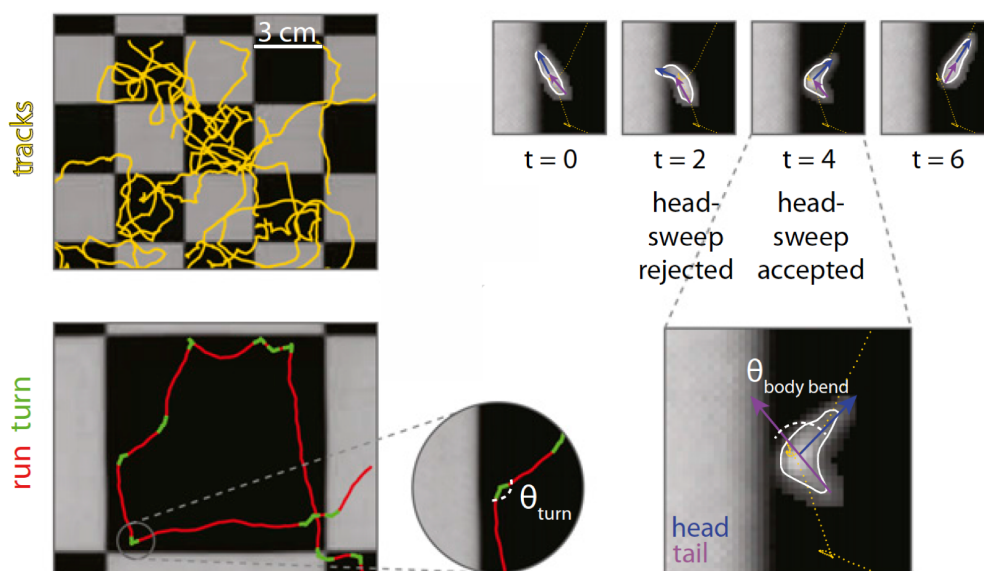 tracks
3 cm
t = 0
t = 2
t = 4
t = 6
head-
sweep
rejected
head-
sweep
accepted
run turn
θturn
θbody bend
head
tail